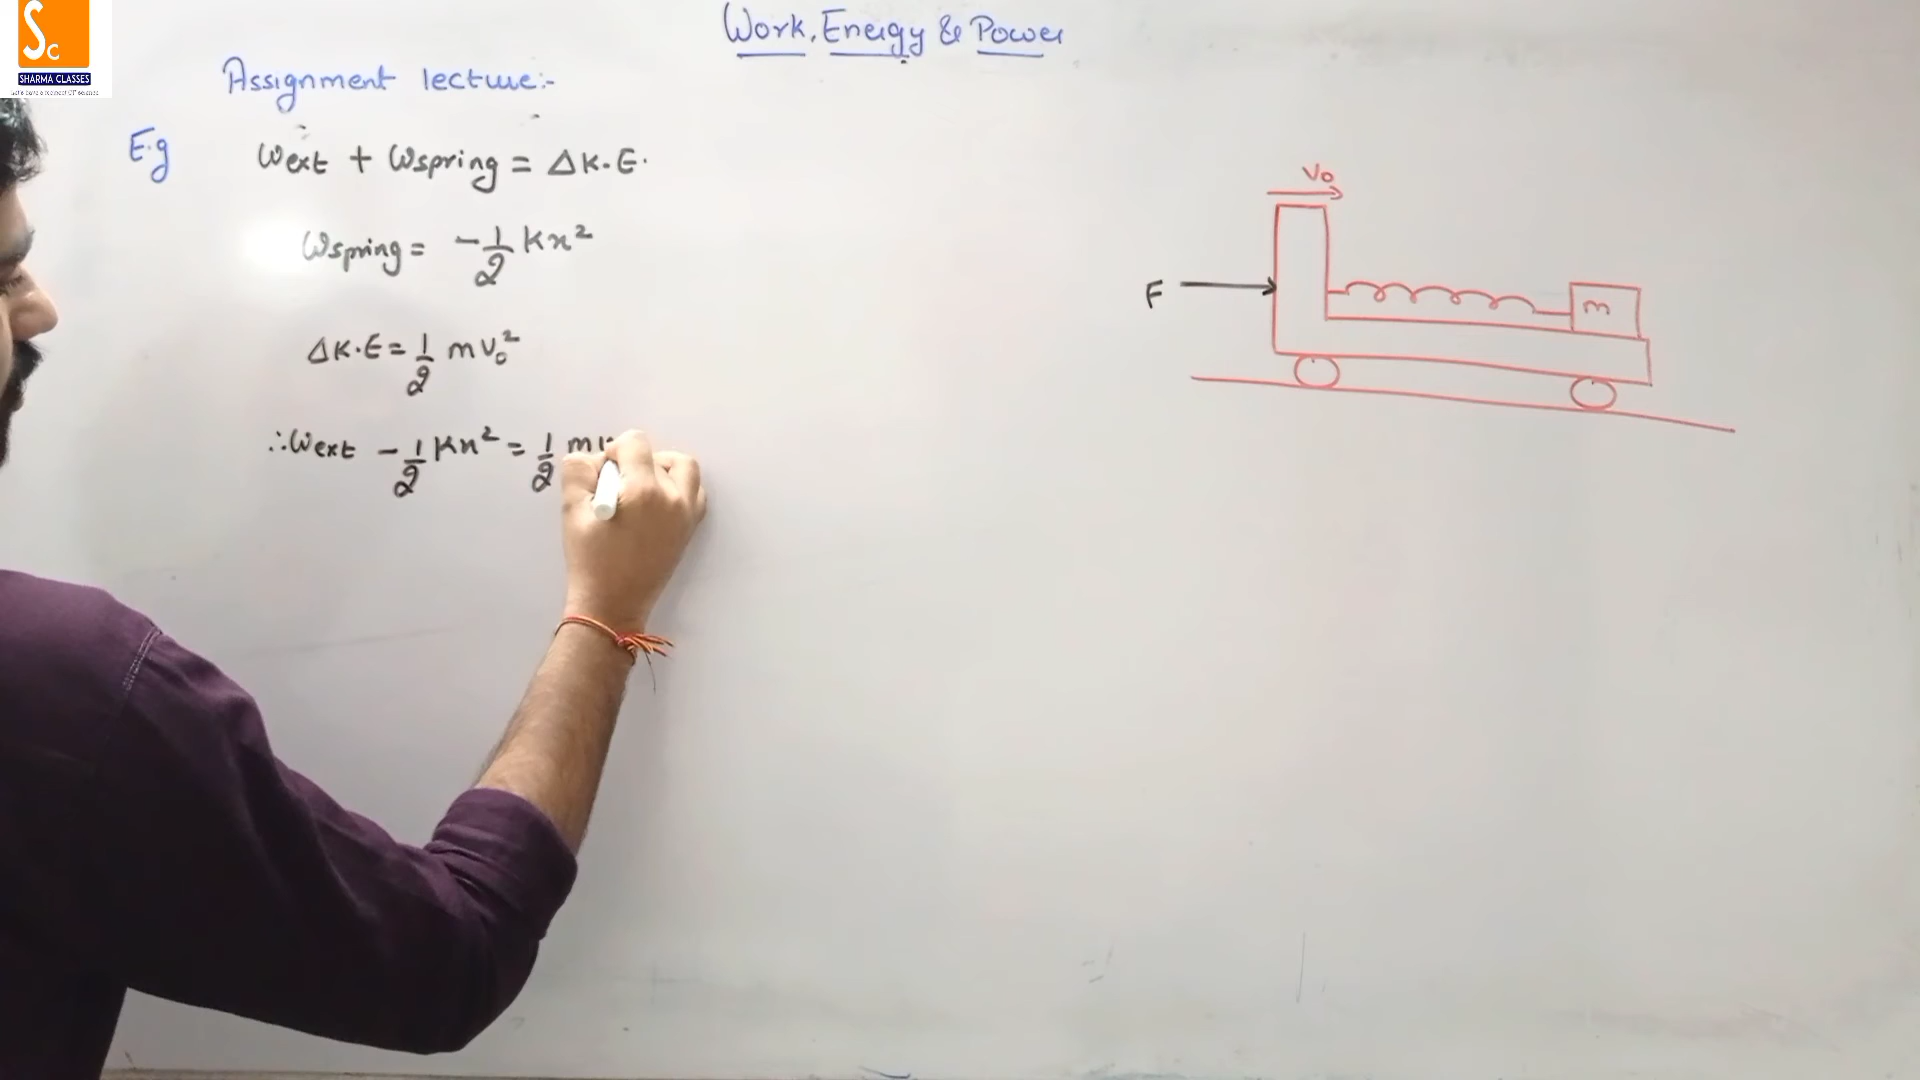 Sc
SHARMA CLASSES
Work, Energy & Power
Assignment lecture:-
E.g
Wext + Wspring = ΔK.E.
Wspring = -1/2 Kx²
ΔK.E = 1/2 mv₀²
∴ Wext - 1/2 Kx² = 1/2 m
V₀
F
m